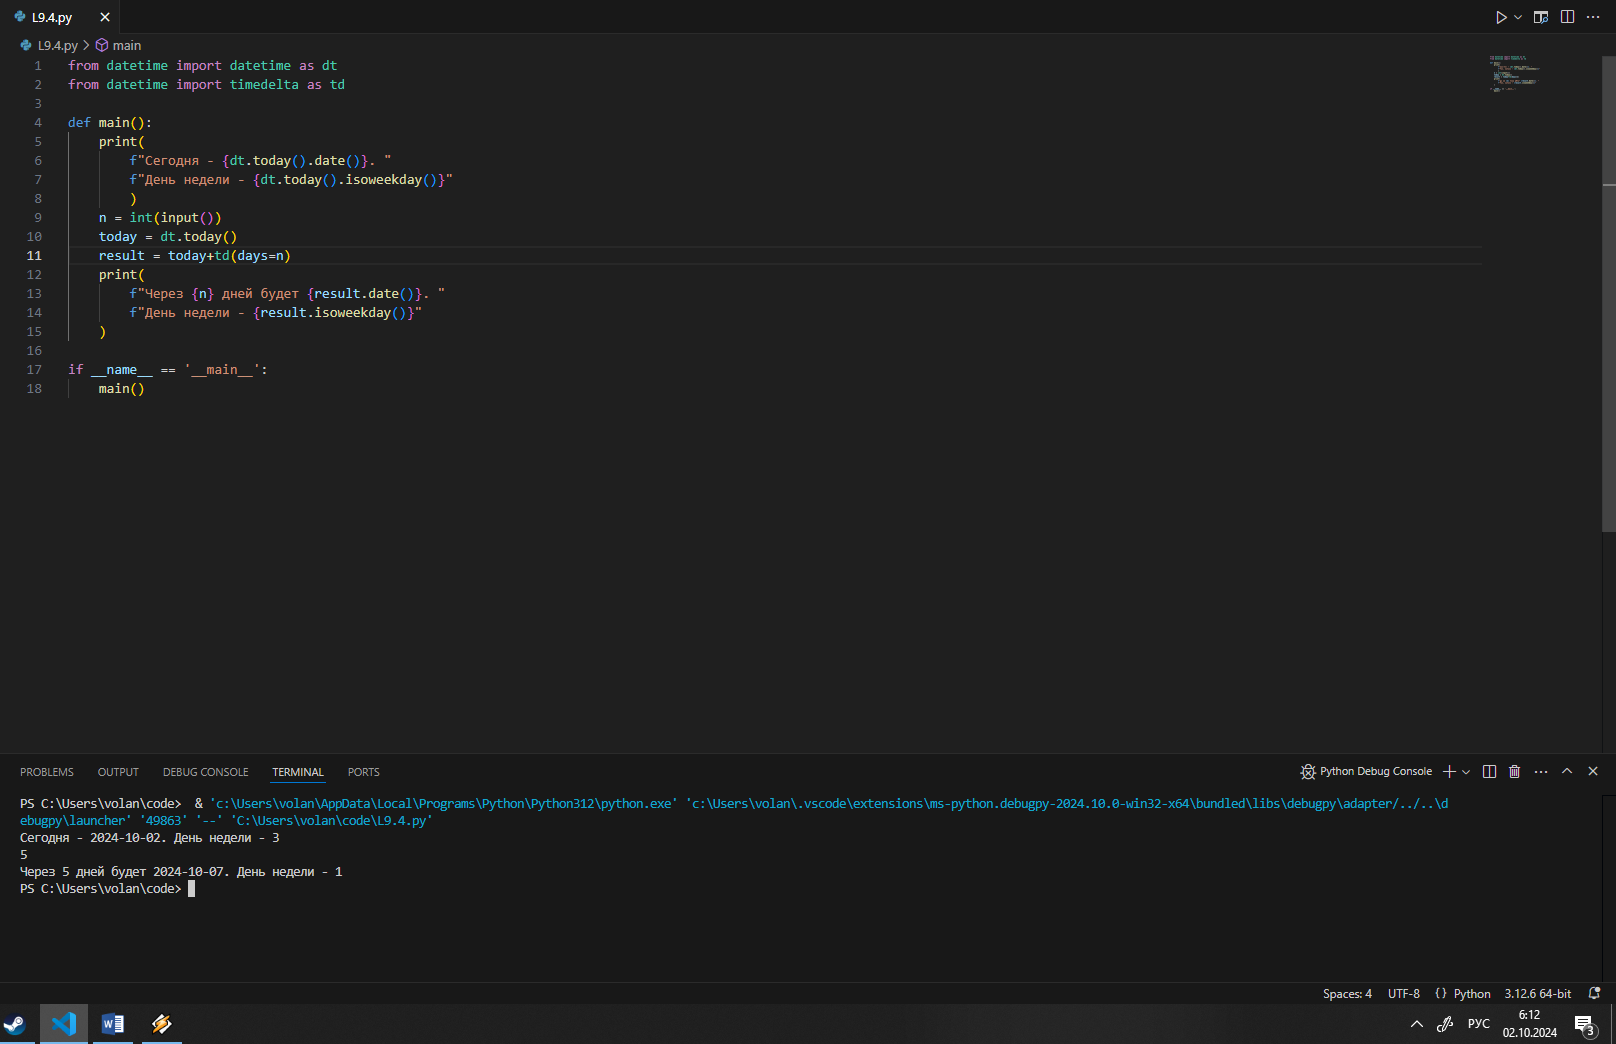 L9.4.py
L9.4.py > main
1 from datetime import datetime as dt
2 from datetime import timedelta as td
3
4 def main():
5     print(
6         f"Сегодня - {dt.today().date()}. "
7         f"День недели - {dt.today().isoweekday()}"
8         )
9     n = int(input())
10     today = dt.today()
11     result = today+td(days=n)
12     print(
13         f"Через {n} дней будет {result.date()}. "
14         f"День недели - {result.isoweekday()}"
15     )
16
17 if __name__ == '__main__':
18     main()
PROBLEMS OUTPUT DEBUG CONSOLE TERMINAL PORTS Python Debug Console
PS C:\Users\volan\code>  & 'c:\Users\volan\AppData\Local\Programs\Python\Python312\python.exe' 'c:\Users\volan\.vscode\extensions\ms-python.debugpy-2024.10.0-win32-x64\bundled\libs\debugpy\adapter/../..\d
ebugpy\launcher' '49863' '--' 'C:\Users\volan\code\L9.4.py'
Сегодня - 2024-10-02. День недели - 3
5
Через 5 дней будет 2024-10-07. День недели - 1
PS C:\Users\volan\code>
Spaces: 4 UTF-8 {} Python 3.12.6 64-bit
W РУС 6:12
02.10.2024 3